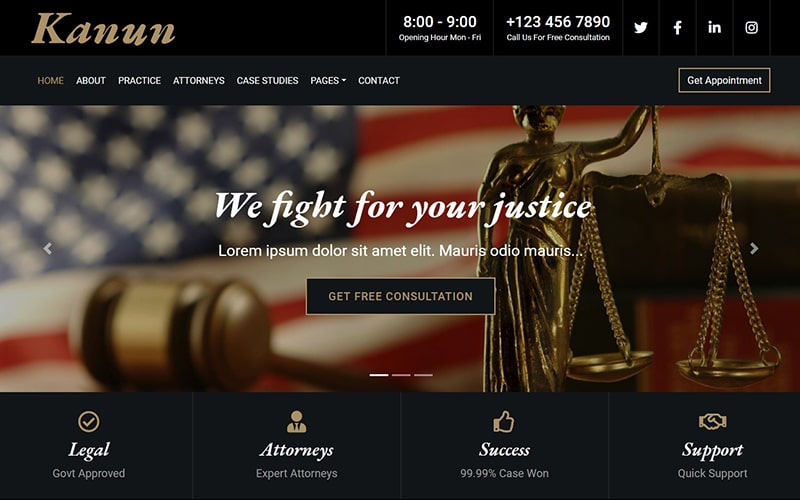 Kanun
8:00 - 9:00
Opening Hour Mon - Fri
+123 456 7890
Call Us For Free Consultation
HOME ABOUT PRACTICE ATTORNEYS CASE STUDIES PAGES CONTACT
Get Appointment
We fight for your justice
Lorem ipsum dolor sit amet elit. Mauris odio mauris...
GET FREE CONSULTATION
Legal
Govt Approved
Attorneys
Expert Attorneys
Success
99.99% Case Won
Support
Quick Support